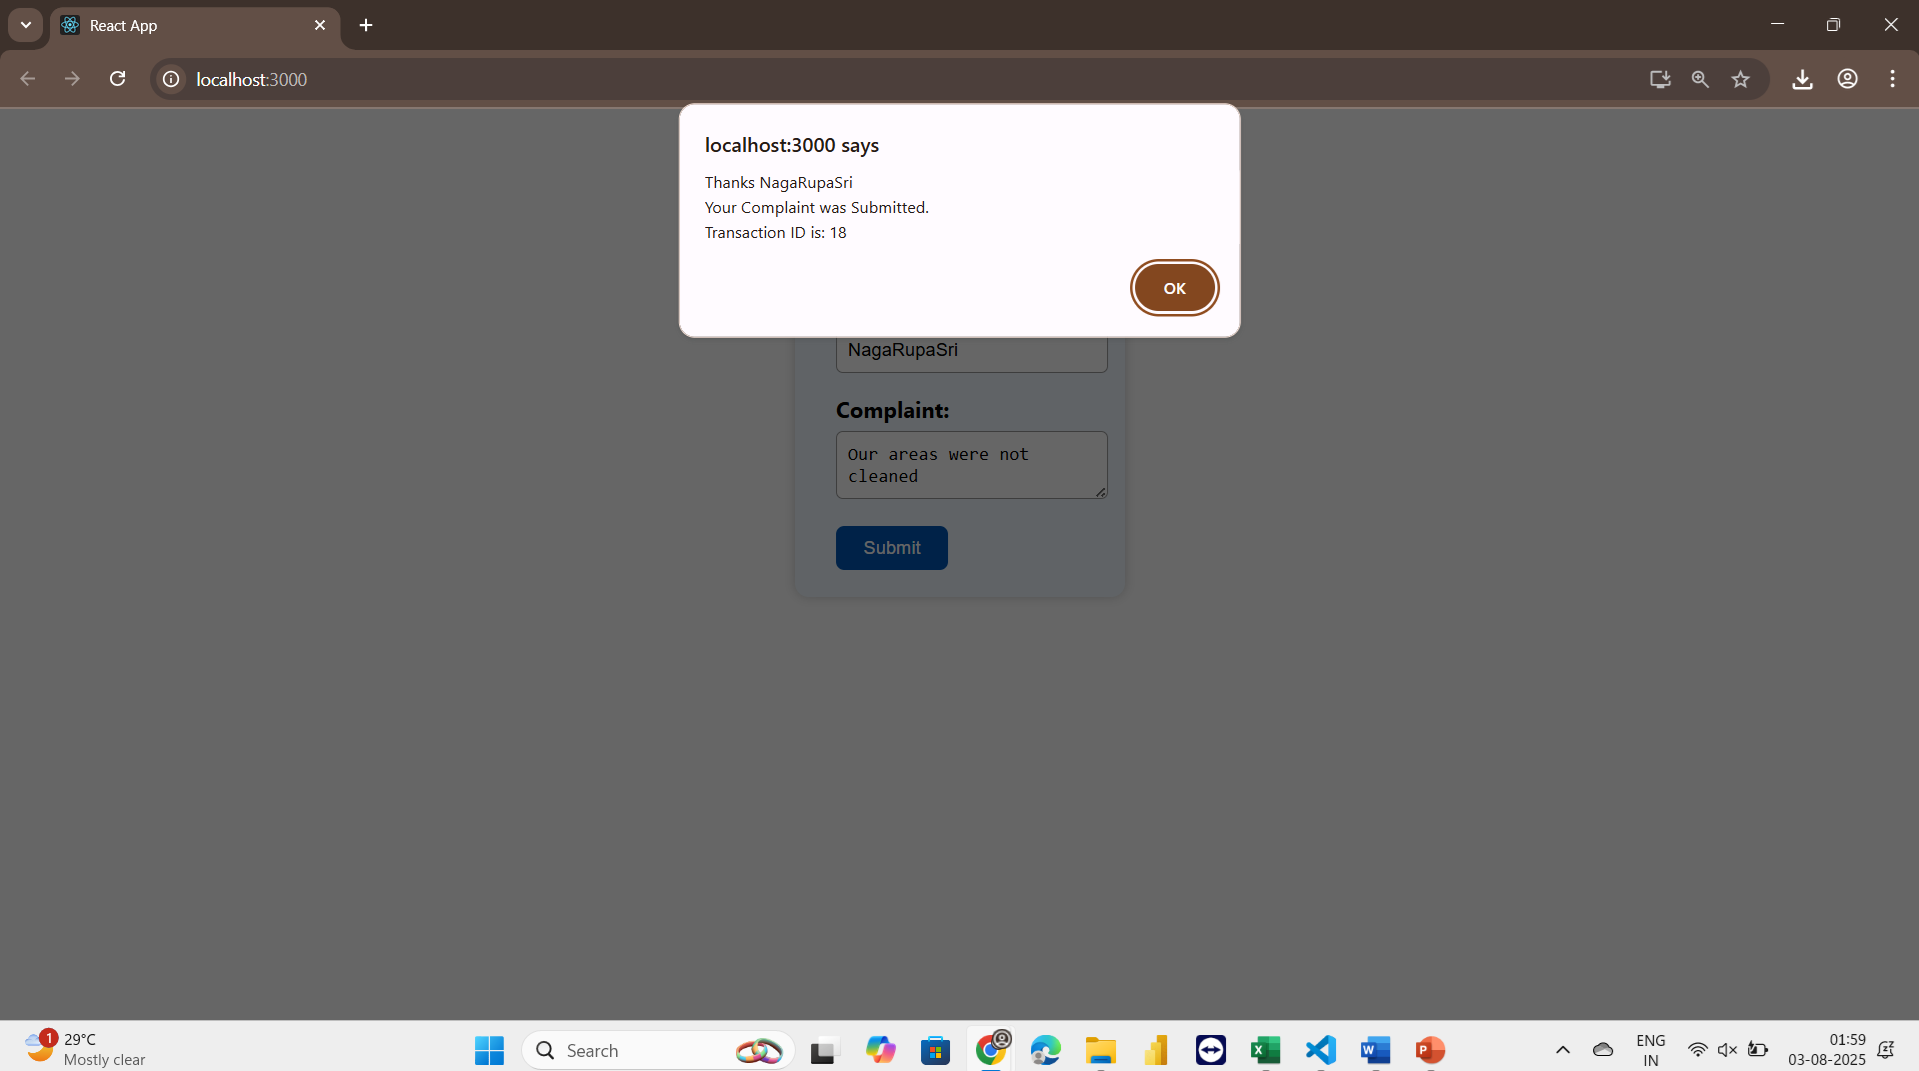 React App
localhost:3000
localhost:3000 says
Thanks NagaRupaSri
Your Complaint was Submitted.
Transaction ID is: 18
OK
NagaRupaSri
Complaint:
Our areas were not
cleaned
Submit
1
29°C
Mostly clear
Search
ENG
IN
01:59
03-08-2025